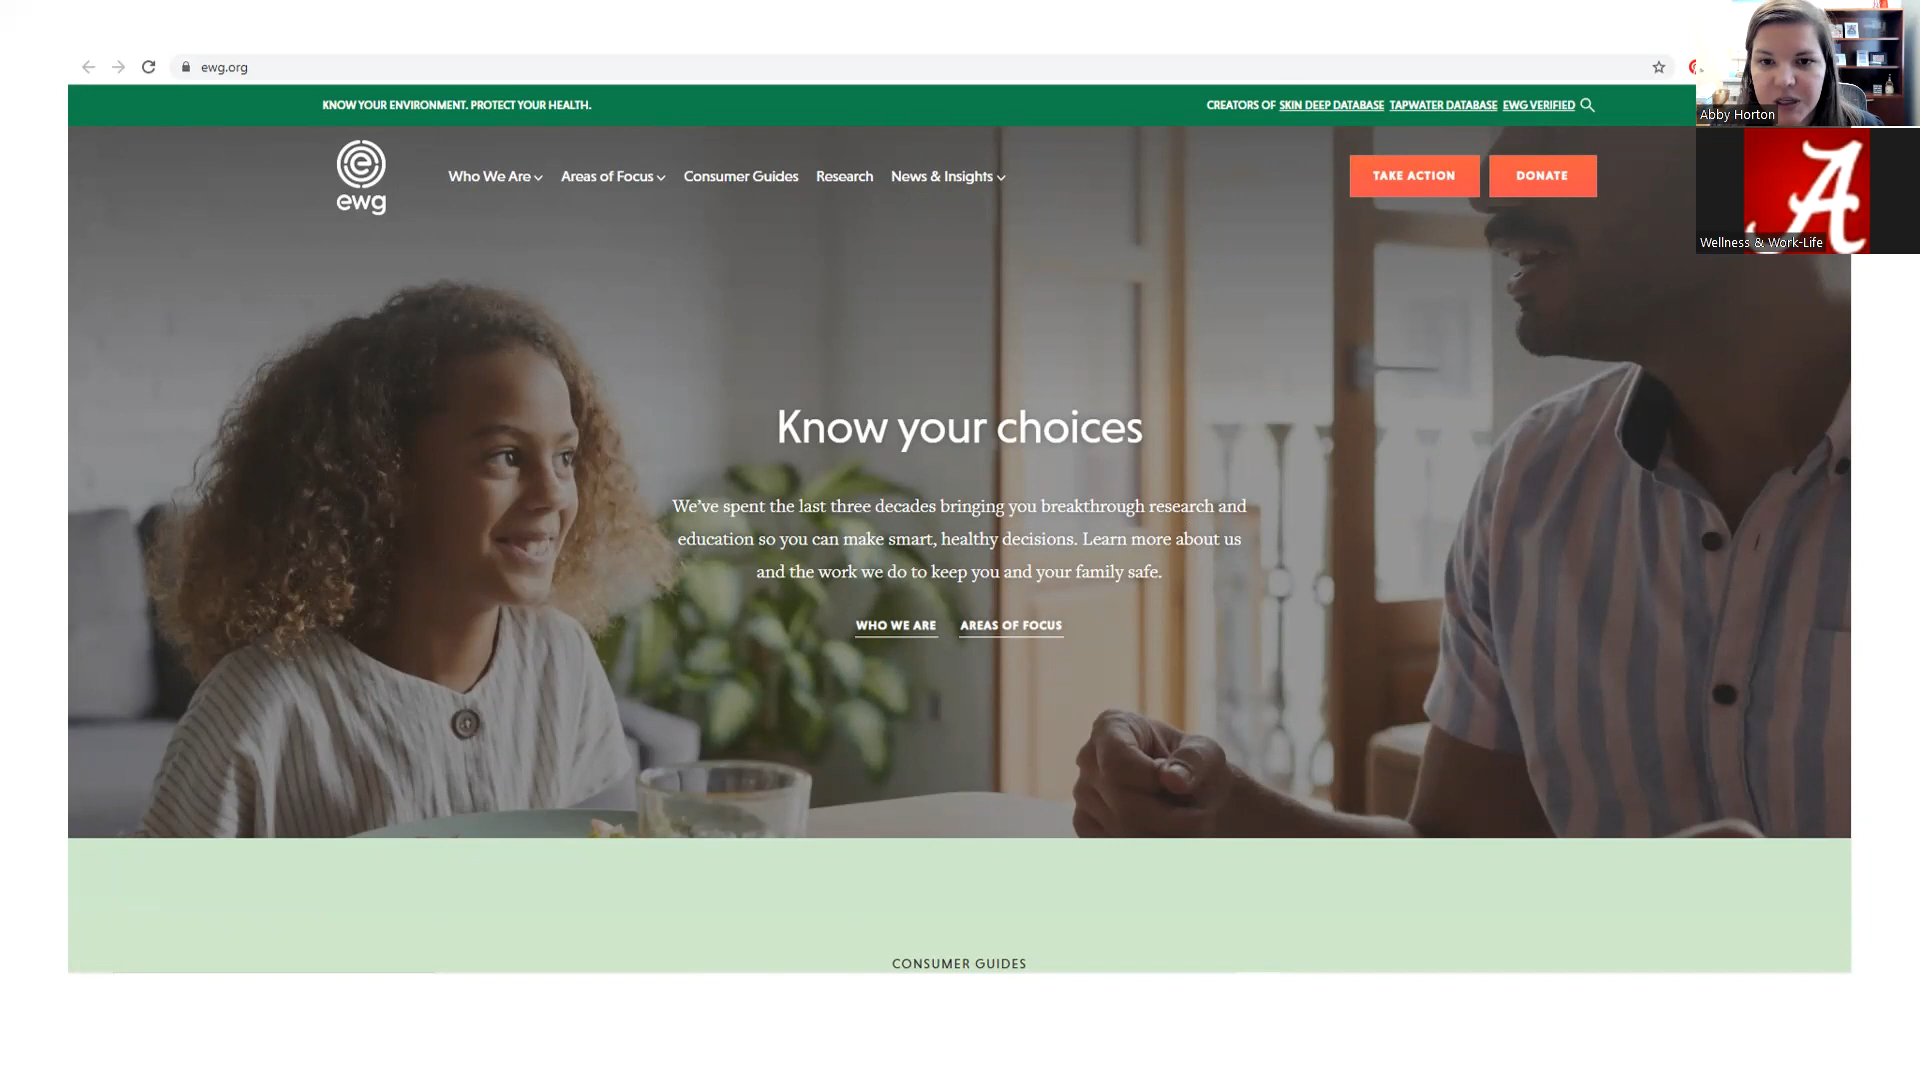 ewg.org
KNOW YOUR ENVIRONMENT. PROTECT YOUR HEALTH.
CREATORS OF SKIN DEEP DATABASE TAPWATER DATABASE EWG VERIFIED
Abby Horton
ewg
Who We Are
Areas of Focus
Consumer Guides
Research
News & Insights
TAKE ACTION
DONATE
A
Wellness & Work-Life
Know your choices
We’ve spent the last three decades bringing you breakthrough research and
education so you can make smart, healthy decisions. Learn more about us
and the work we do to keep you and your family safe.
WHO WE ARE
AREAS OF FOCUS
CONSUMER GUIDES